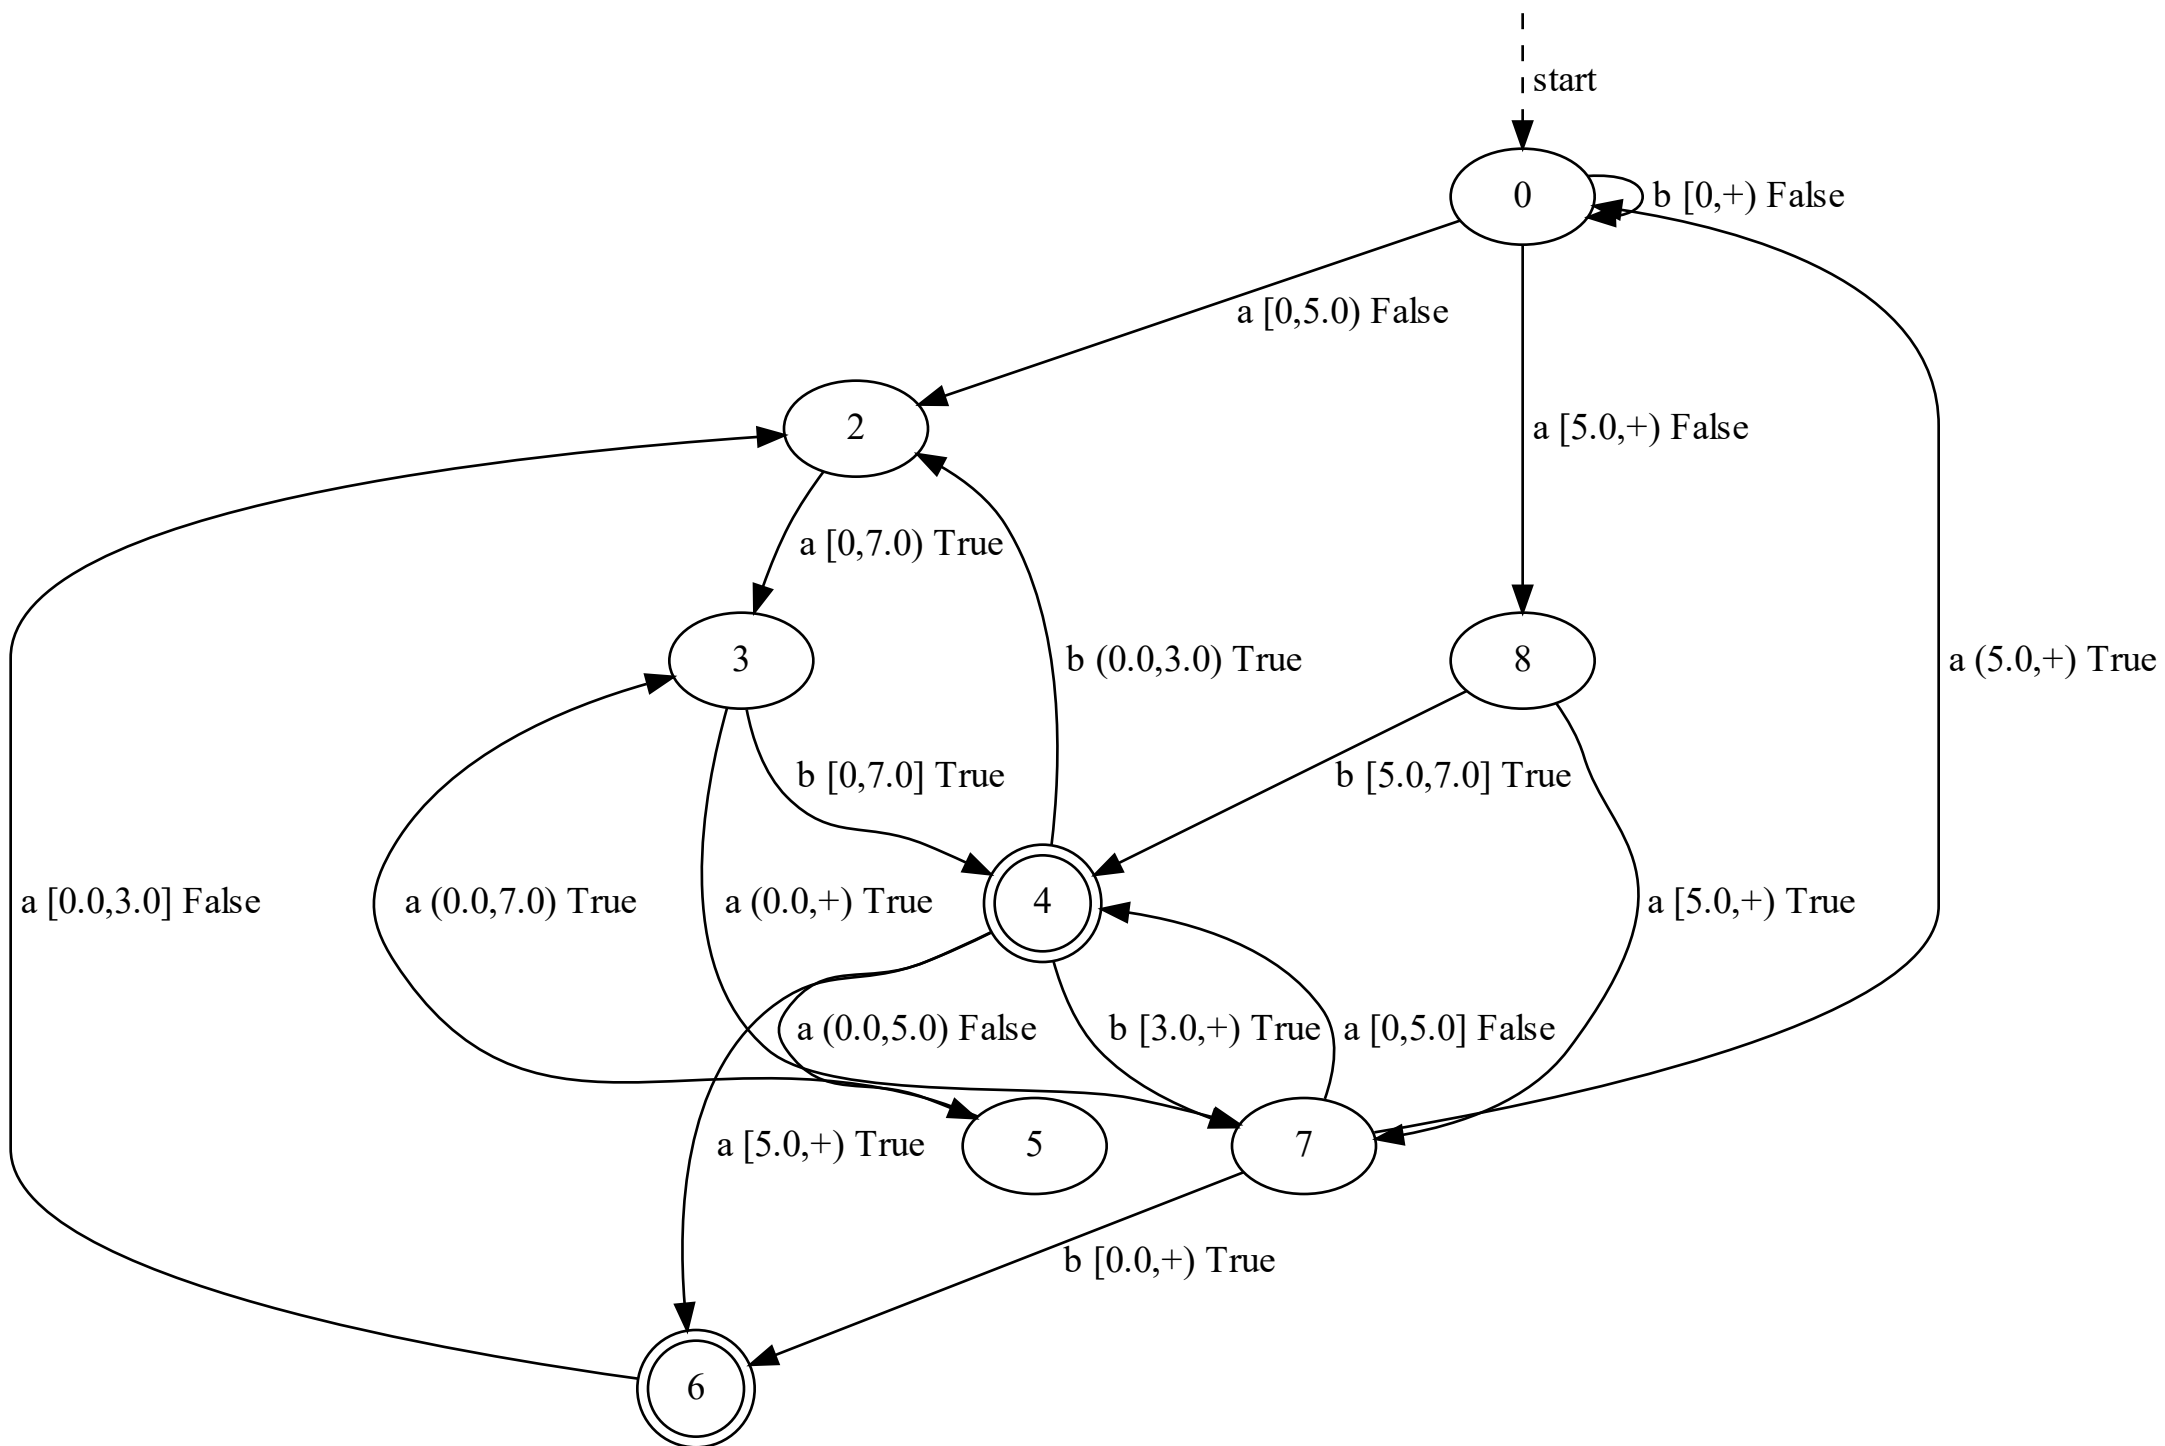 start
0
b [0,+) False
a [0,5.0) False
2
a [5.0,+) False
a [0,7.0) True
3
b (0.0,3.0) True
8
a (5.0,+) True
b [0,7.0] True
b [5.0,7.0] True
a [0.0,3.0] False
a (0.0,7.0) True
a (0.0,+) True
4
a [5.0,+) True
a (0.0,5.0) False
b [3.0,+) True
a [0,5.0] False
a [5.0,+) True
5
7
b [0.0,+) True
6